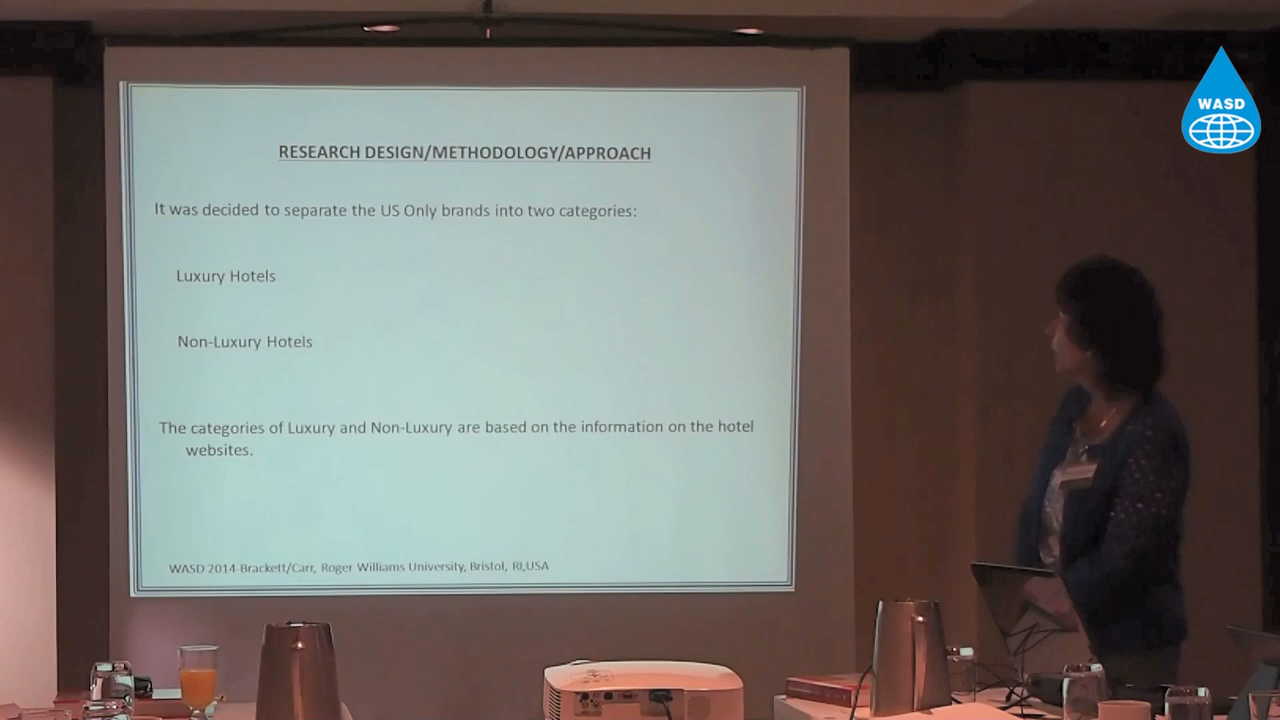 WASD
RESEARCH DESIGN/METHODOLOGY/APPROACH
It was decided to separate the US Only brands into two categories:
Luxury Hotels
Non-Luxury Hotels
The categories of Luxury and Non-Luxury are based on the information on the hotel
websites.
WASD 2014-Brackett/Carr, Roger Williams University, Bristol, RI,USA